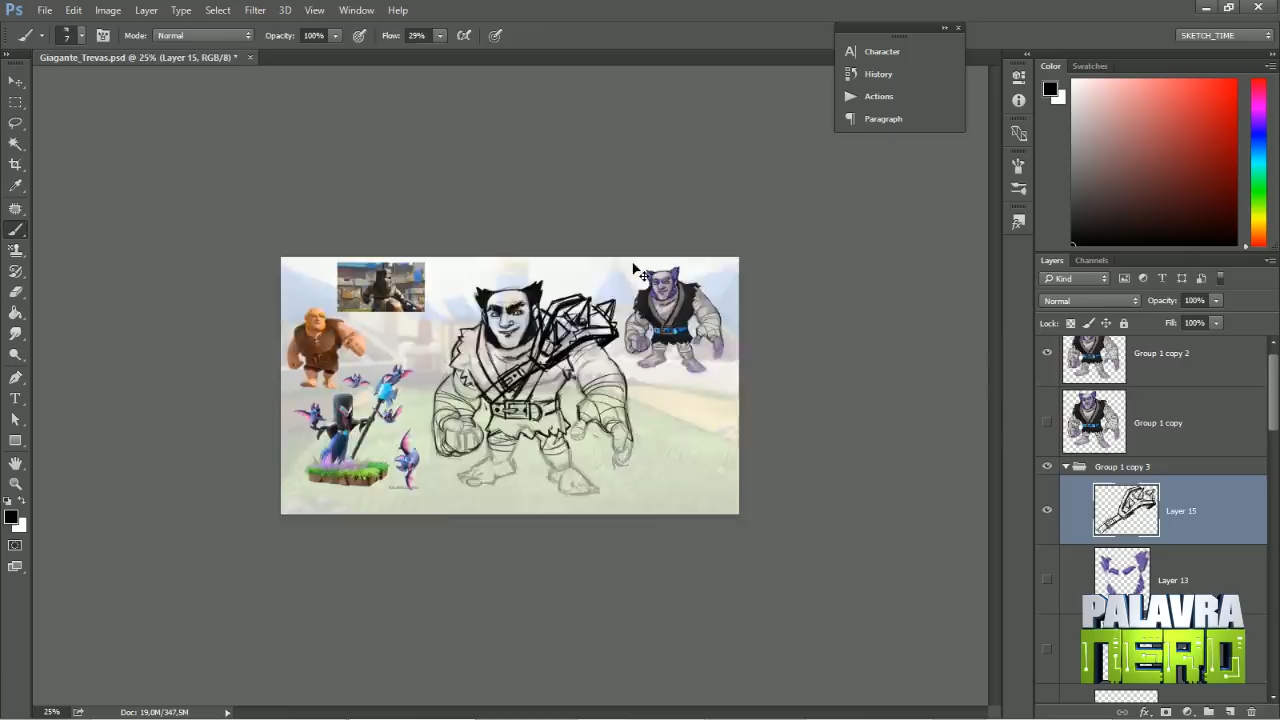 Ps File Edit Image Layer Type Select Filter 3D View Window Help
7 Mode: Normal Opacity: 100% Flow: 29% SKETCH_TIME
Giagante_Trevas.psd @ 25% (Layer 15, RGB/8) * ×
Character
History
Actions
Paragraph
Color Swatches
Layers Channels
Kind
Normal Opacity: 100%
Lock: Fill: 100%
Group 1 copy 2
Group 1 copy
Group 1 copy 3
Layer 15
Layer 13
PALAVRA
NERD
25% Doc: 19,0M/347,5M